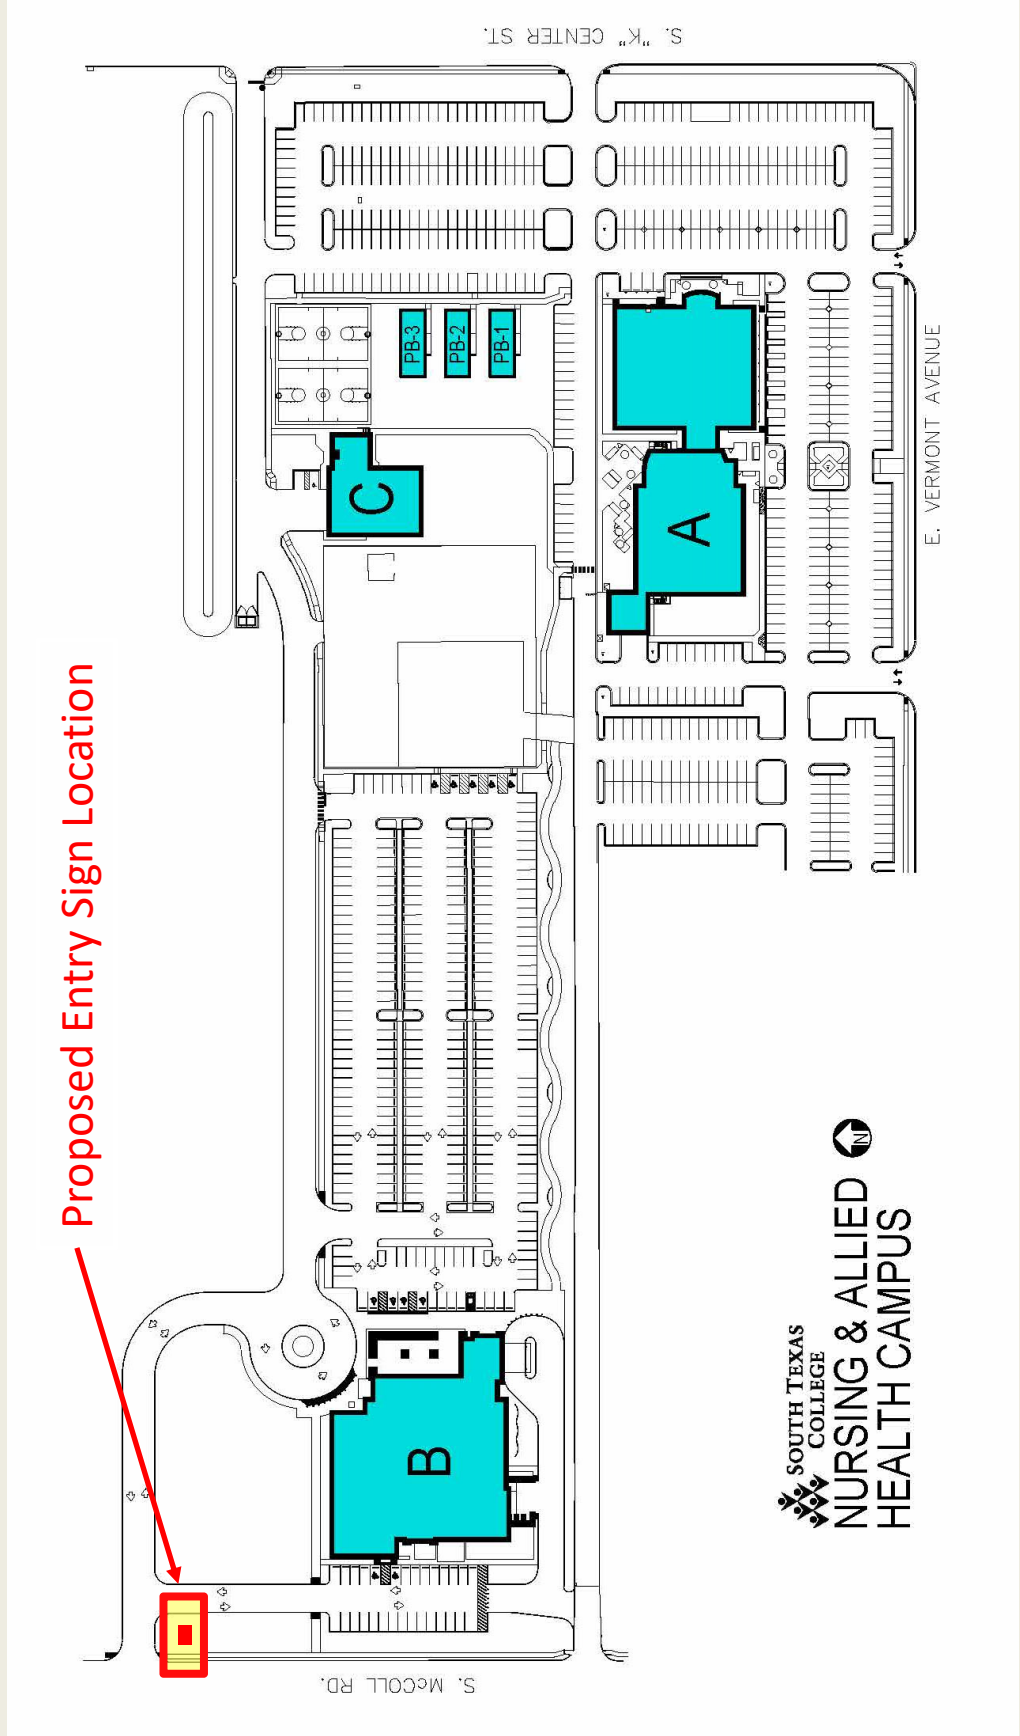 S. "K" CENTER ST.
PB-3
PB-2
PB-1
C
A
E. VERMONT AVENUE
Proposed Entry Sign Location
B
S. McCOLL RD.
N
SOUTH TEXAS
COLLEGE
NURSING & ALLIED
HEALTH CAMPUS